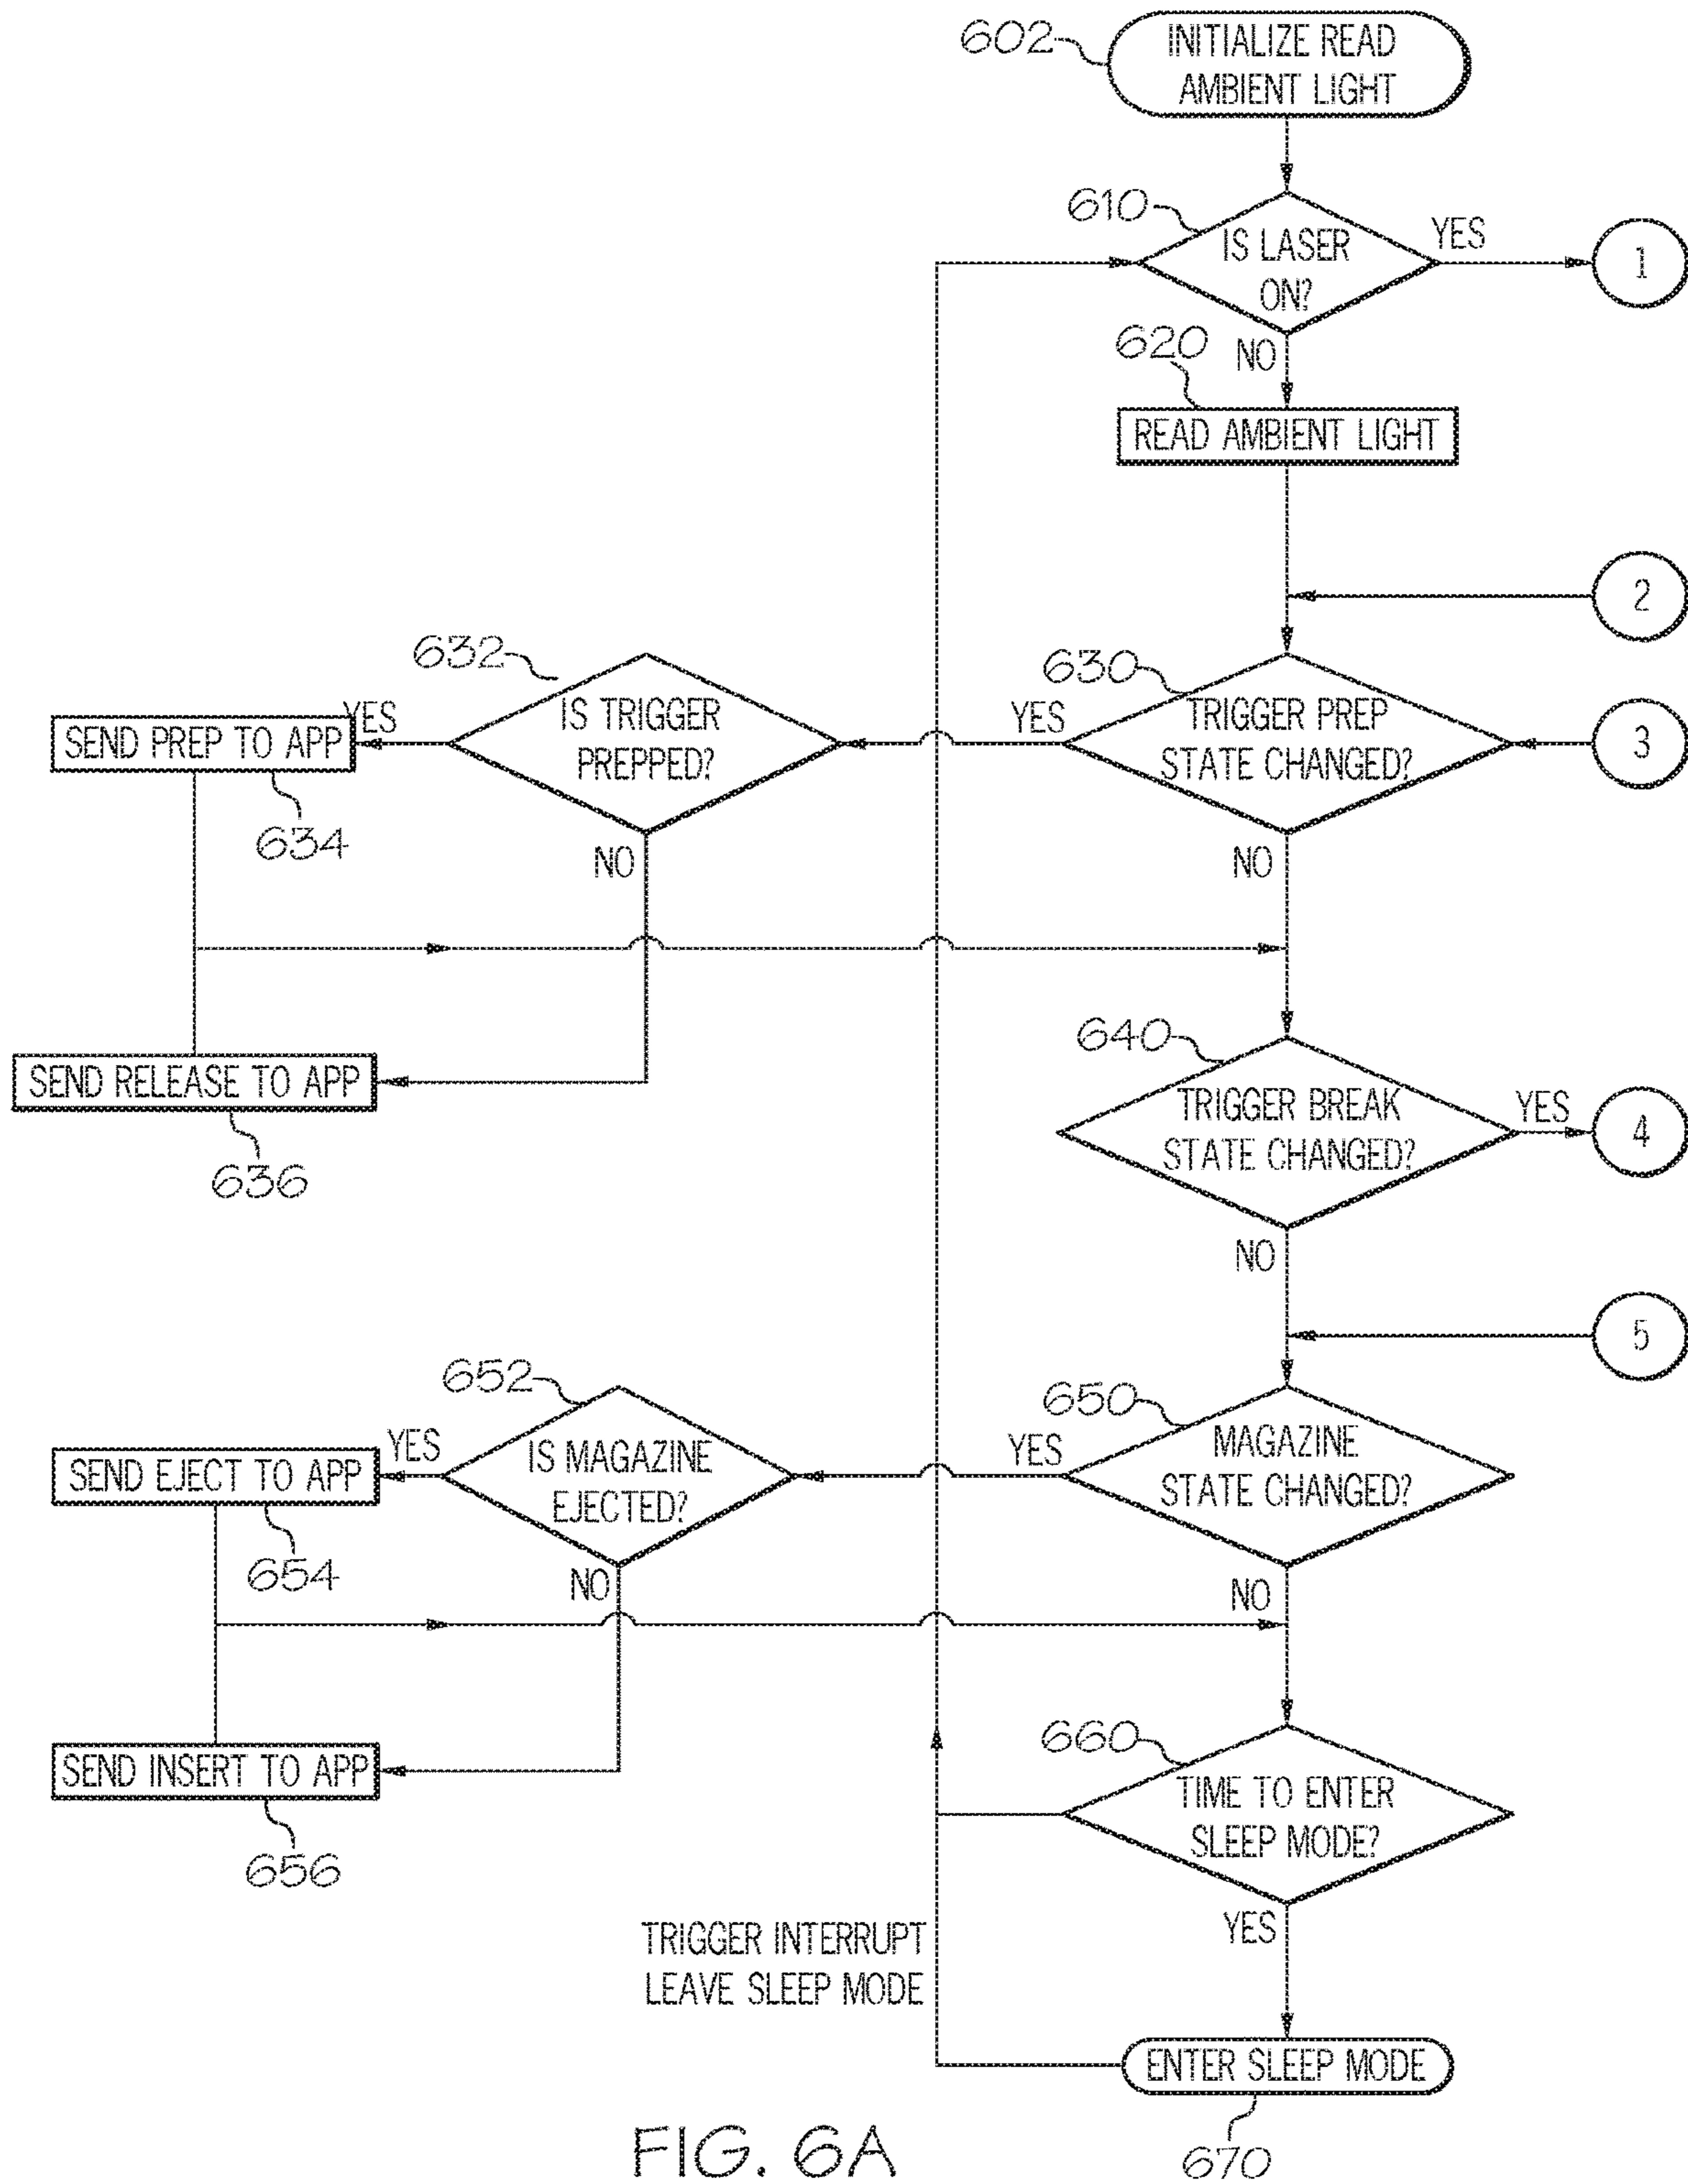 602
INITIALIZE READ
AMBIENT LIGHT
610
IS LASER
ON?
YES
1
NO
620
READ AMBIENT LIGHT
2
632
IS TRIGGER
PREPPED?
YES
SEND PREP TO APP
634
NO
630
TRIGGER PREP
STATE CHANGED?
YES
3
NO
SEND RELEASE TO APP
636
640
TRIGGER BREAK
STATE CHANGED?
YES
4
NO
5
652
IS MAGAZINE
EJECTED?
YES
SEND EJECT TO APP
654
NO
650
MAGAZINE
STATE CHANGED?
YES
NO
SEND INSERT TO APP
656
660
TIME TO ENTER
SLEEP MODE?
YES
TRIGGER INTERRUPT
LEAVE SLEEP MODE
ENTER SLEEP MODE
670
FIG. 6A